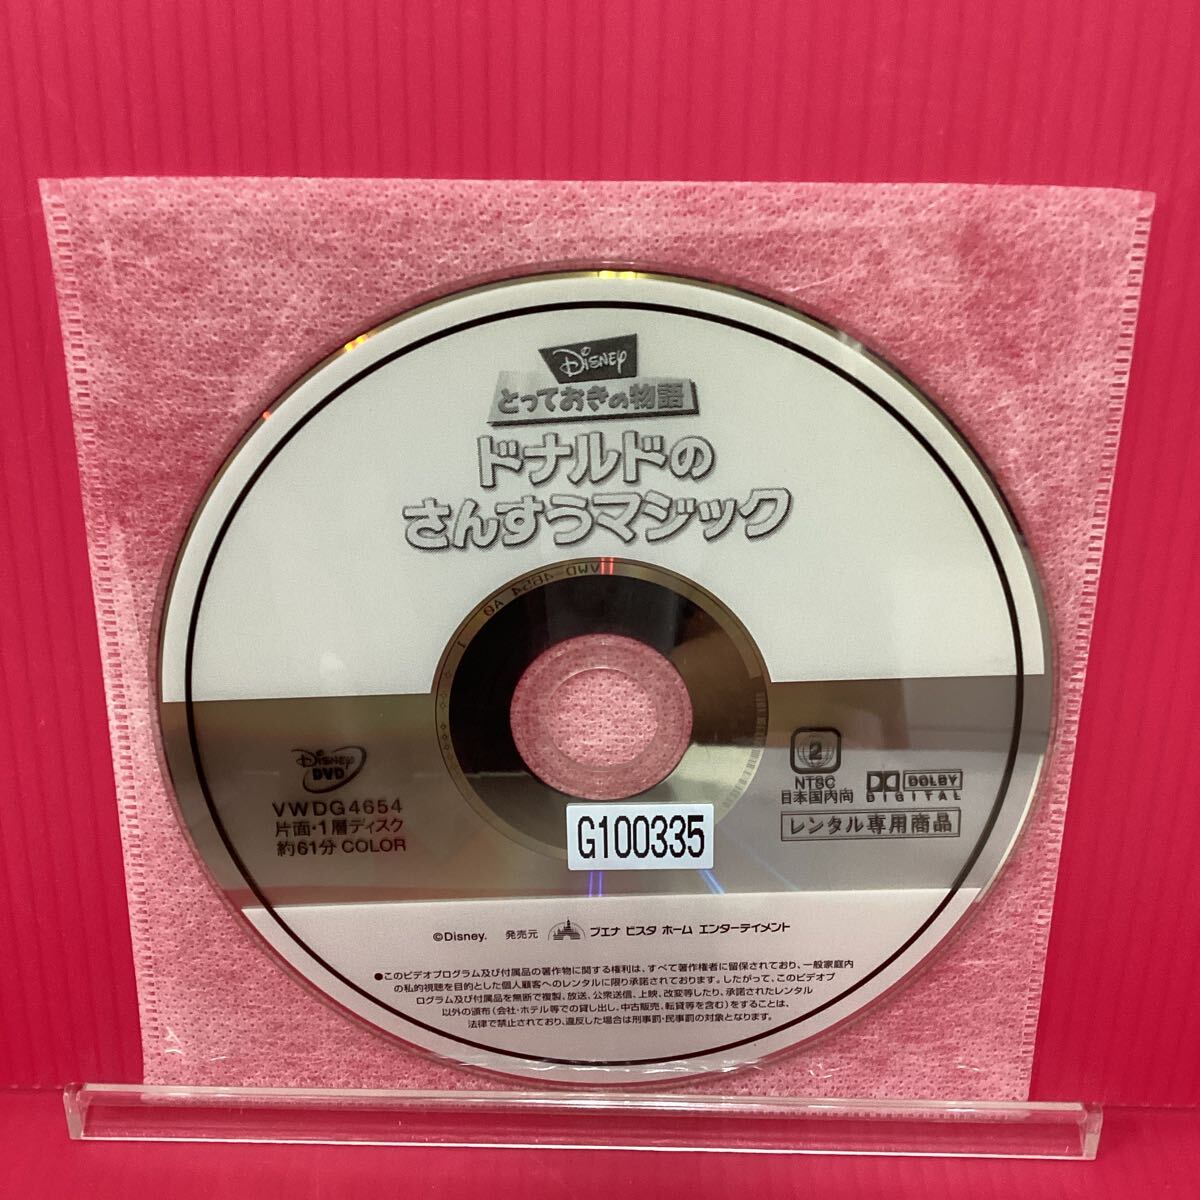 Disney
とっておきの物語
ドナルドの
さんすうマジック
VWD-4654 A9
Disney
DVD
VWDG4654
片面・1層ディスク
約61分 COLOR
G100335
2
NTSC
日本国内向
DOLBY
DIGITAL
レンタル専用商品
©Disney. 発売元 ブエナ ビスタ ホーム エンターテイメント
●このビデオプログラム及び付属品の著作物に関する権利は、すべて著作権者に留保されており、一般家庭内
の私的視聴を目的とした個人顧客へのレンタルに限り承諾されております。したがって、このビデオプ
ログラム及び付属品を無断で複製、放送、公衆送信、上映、改変等したり、承諾されたレンタル
以外の頒布(会社・ホテル等での貸し出し、中古販売、転貸等を含む)をすることは、
法律で禁止されており、違反した場合は刑事罰・民事罰の対象となります。